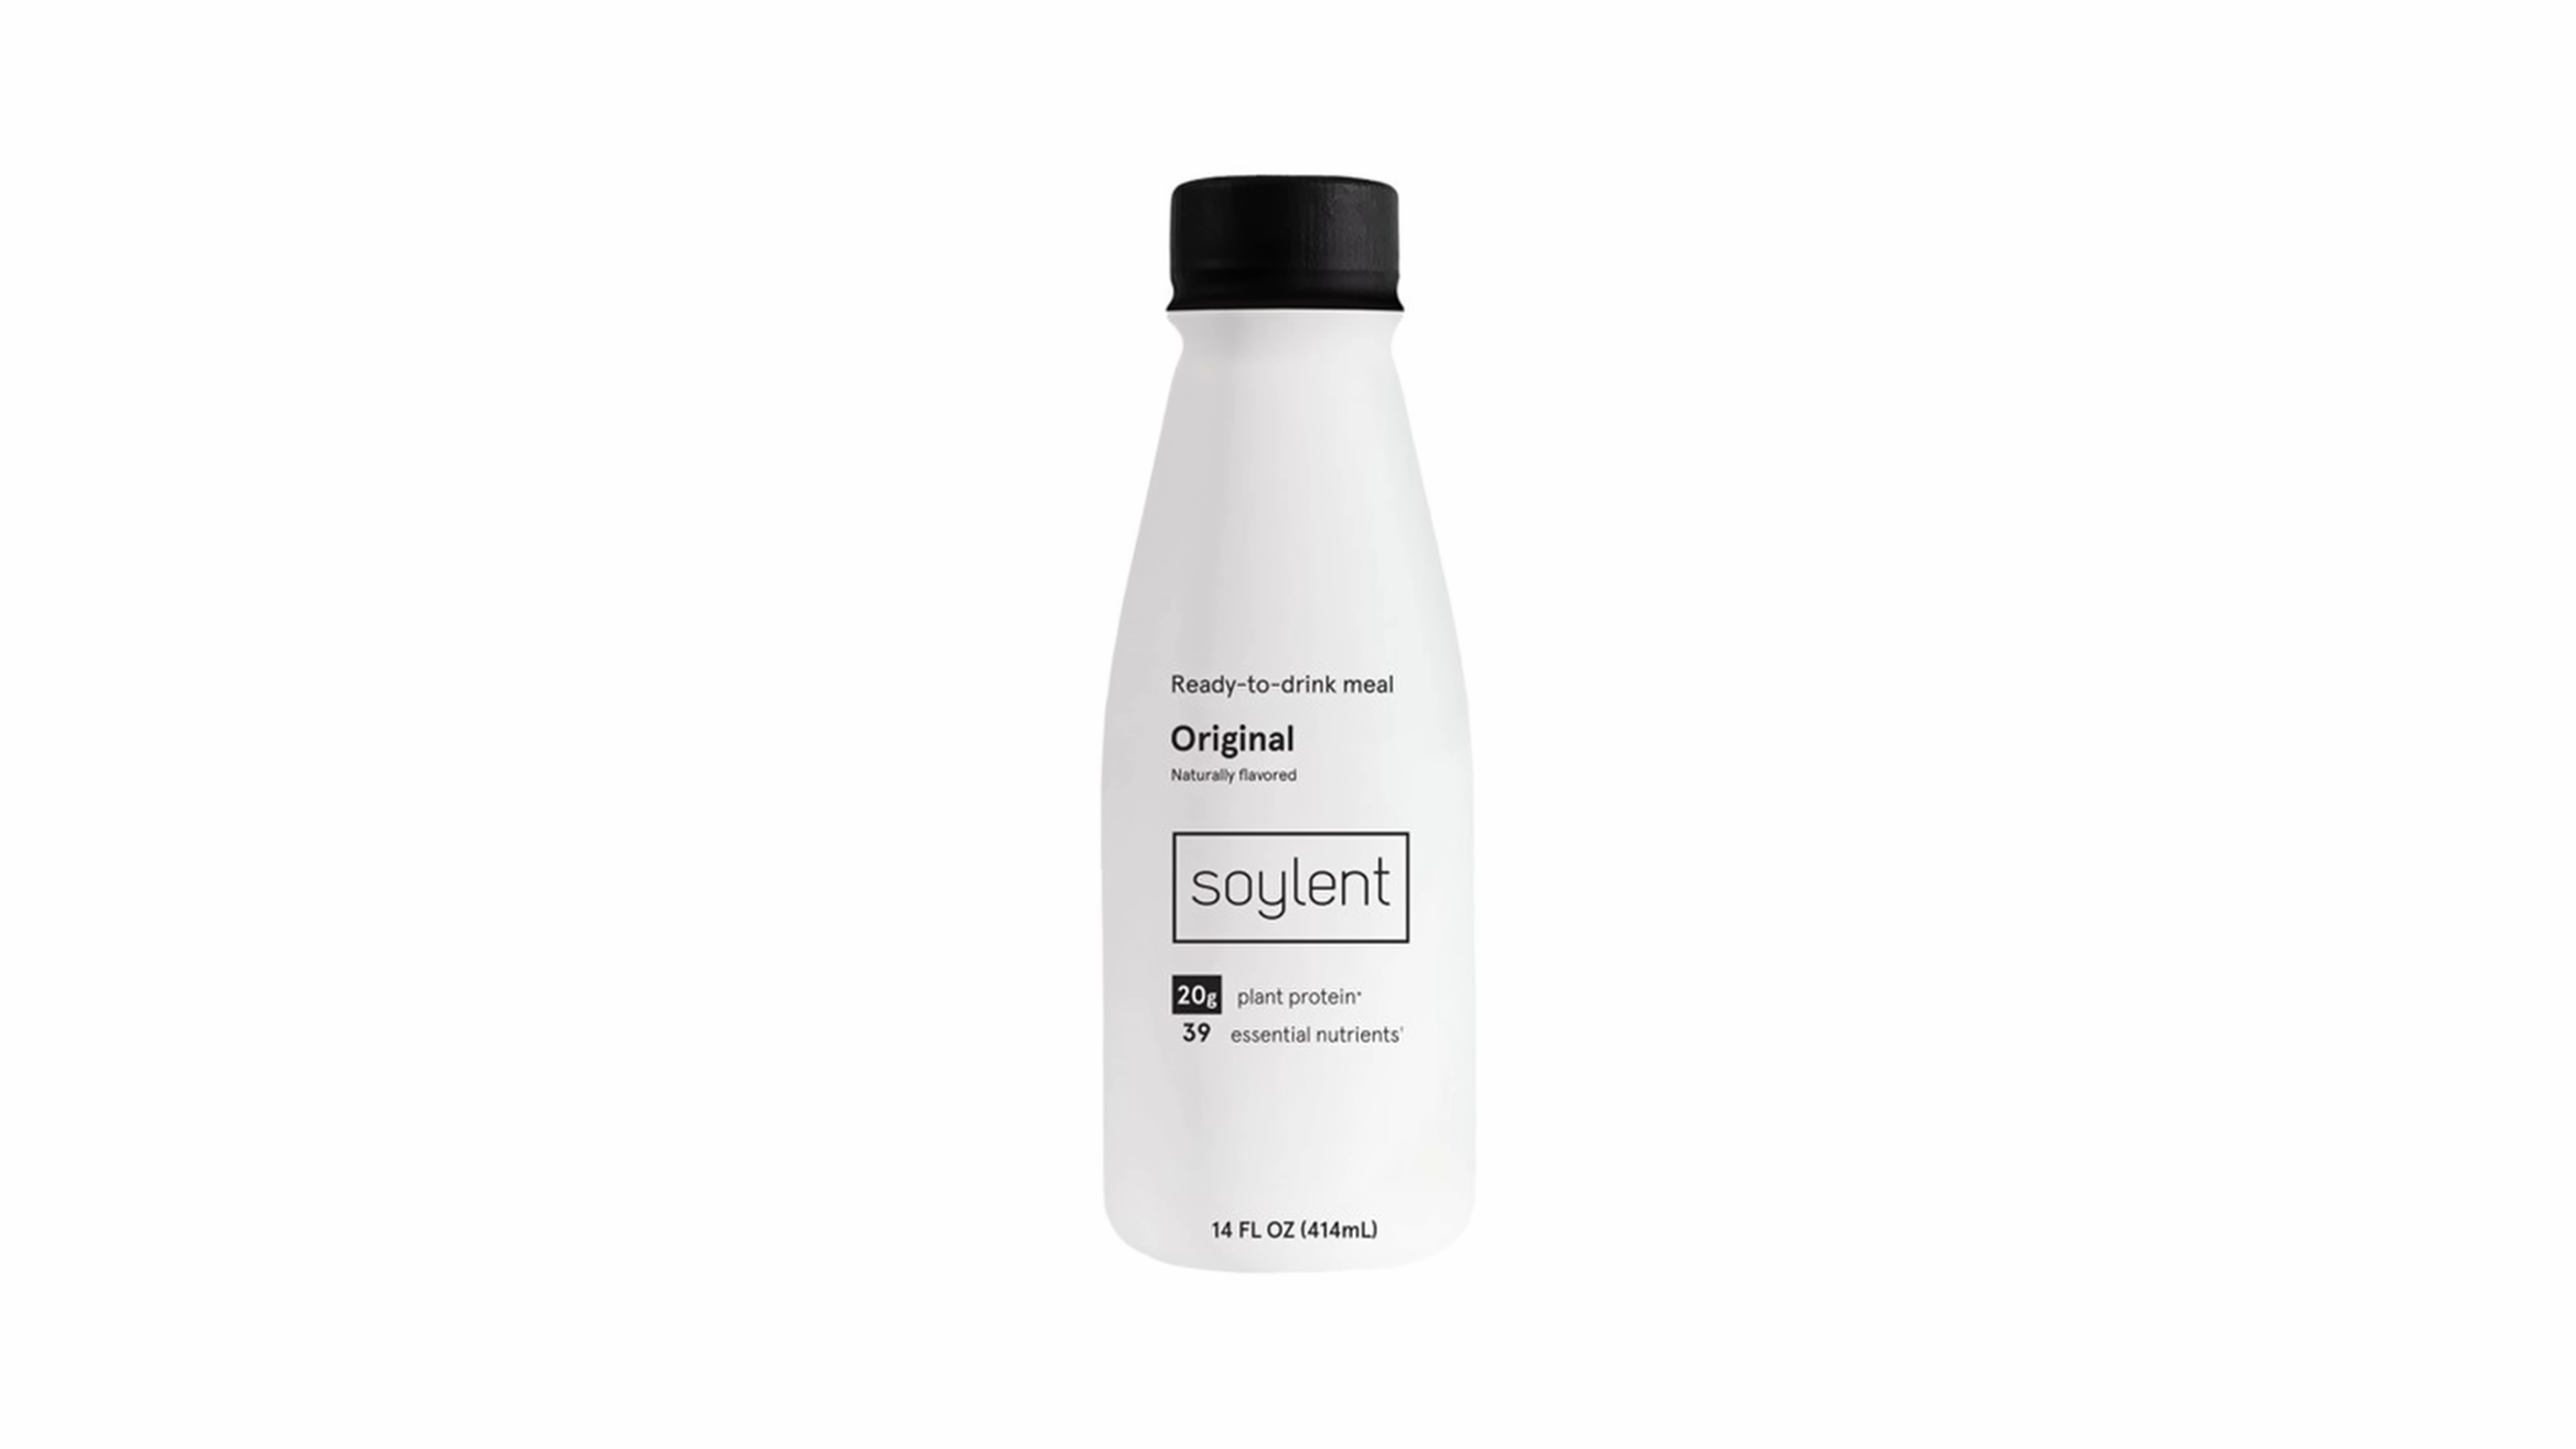 Ready-to-drink meal
Original
Naturally flavored
soylent
20g plant protein*
39 essential nutrients†
14 FL OZ (414mL)